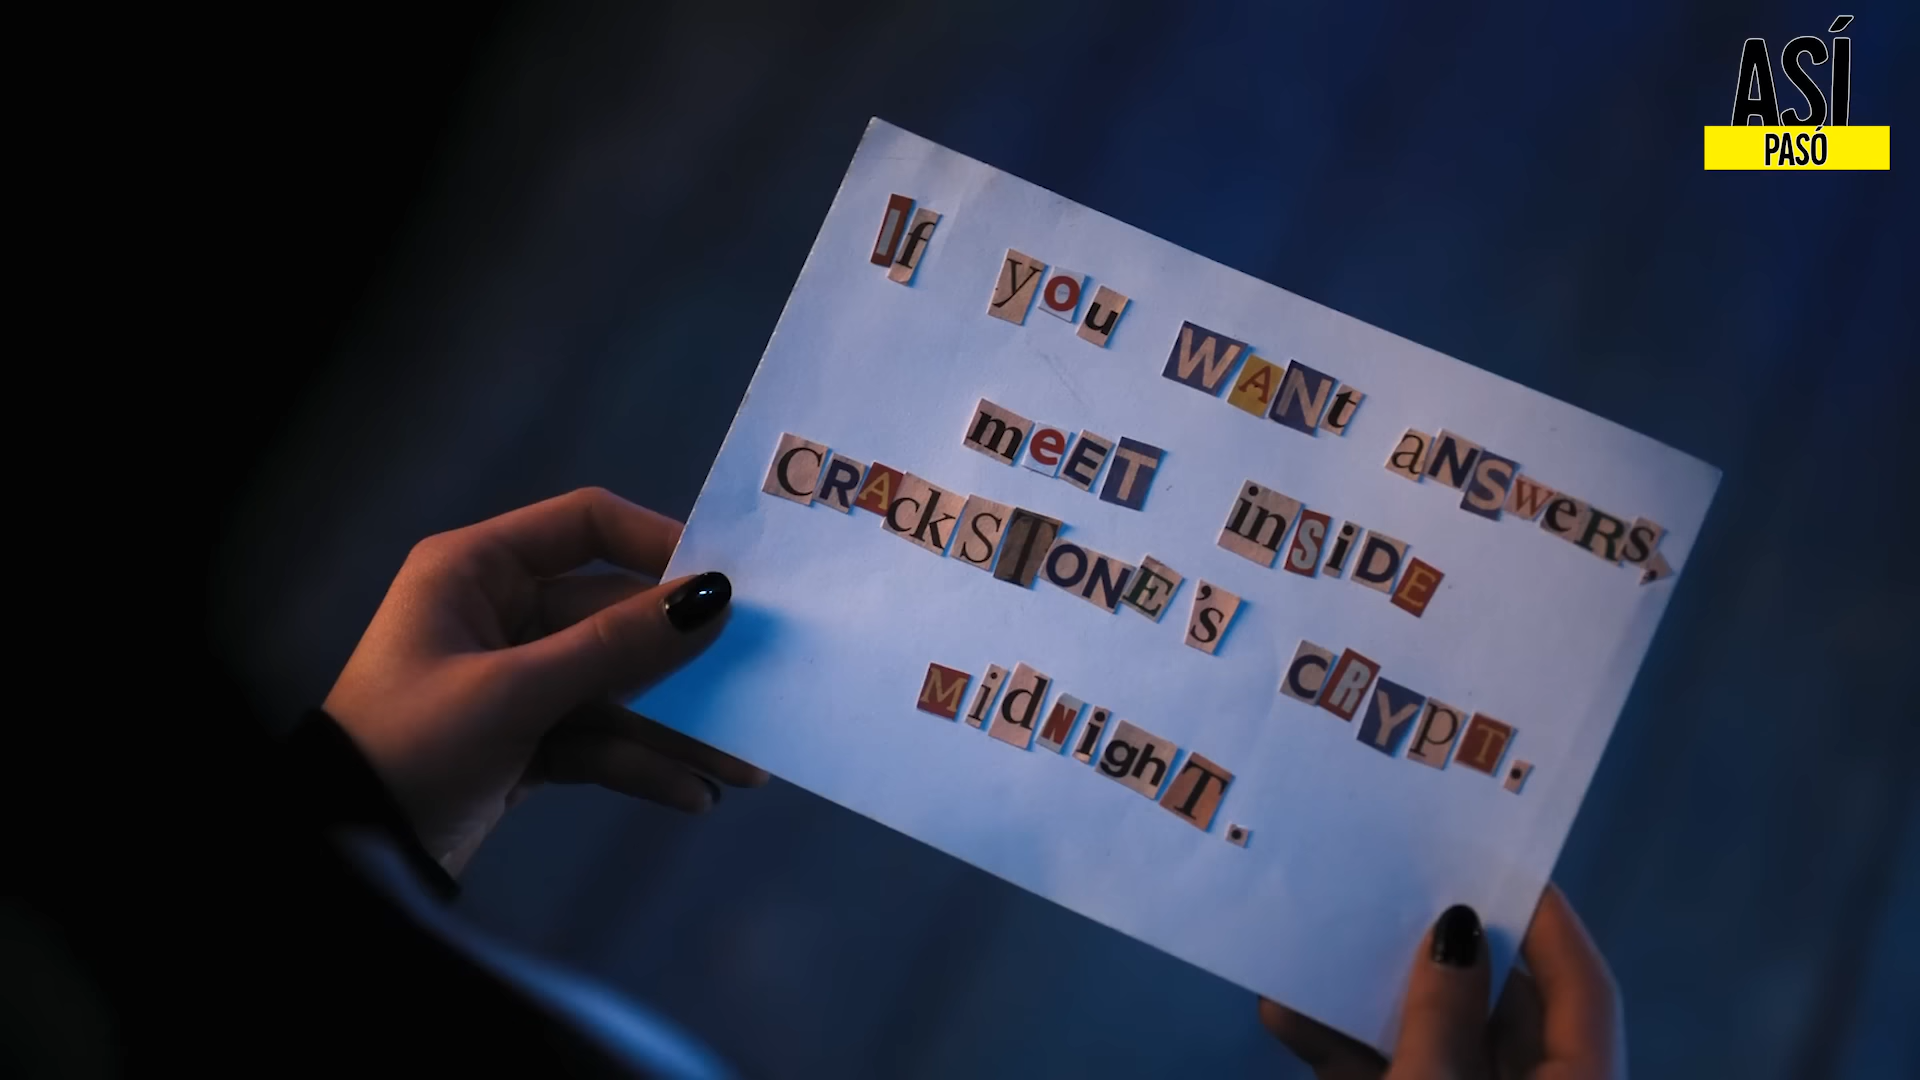 If you WANt aNSweRs,
meET inSiDE
CRAckSTONE's CRYpT.
MidNighT.
ASÍ
PASÓ